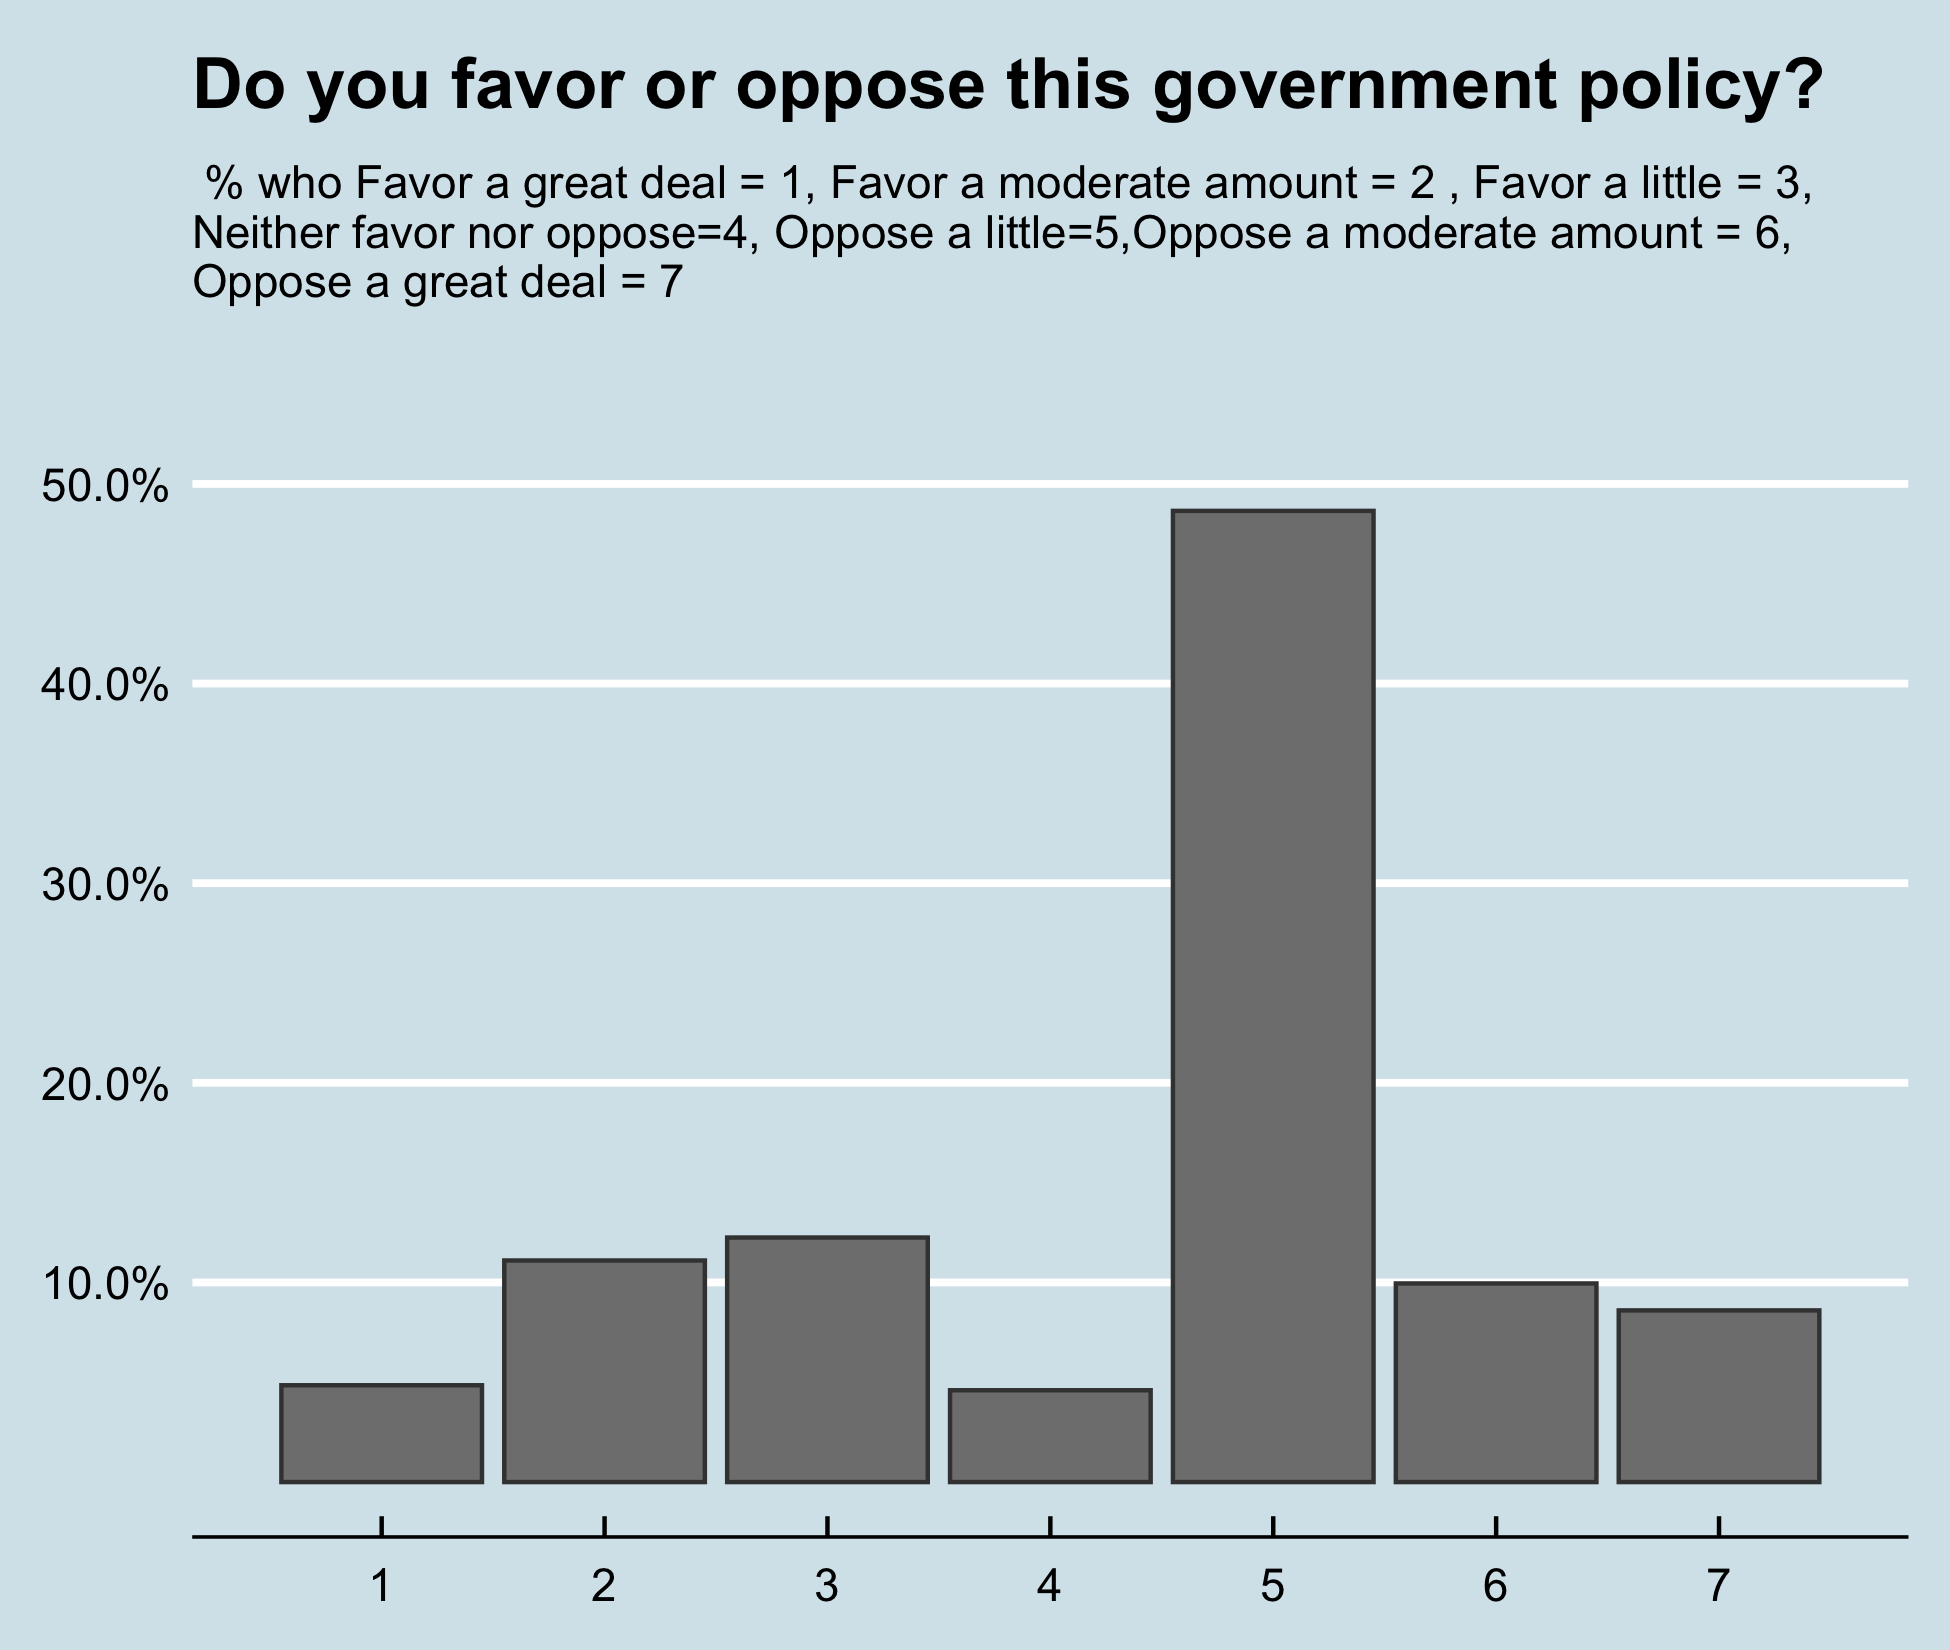 Do you favor or oppose this government policy?
% who Favor a great deal = 1, Favor a moderate amount = 2 , Favor a little = 3,
Neither favor nor oppose=4, Oppose a little=5,Oppose a moderate amount = 6,
Oppose a great deal = 7
50.0%
40.0%
30.0%
20.0%
10.0%
1 2 3 4 5 6 7